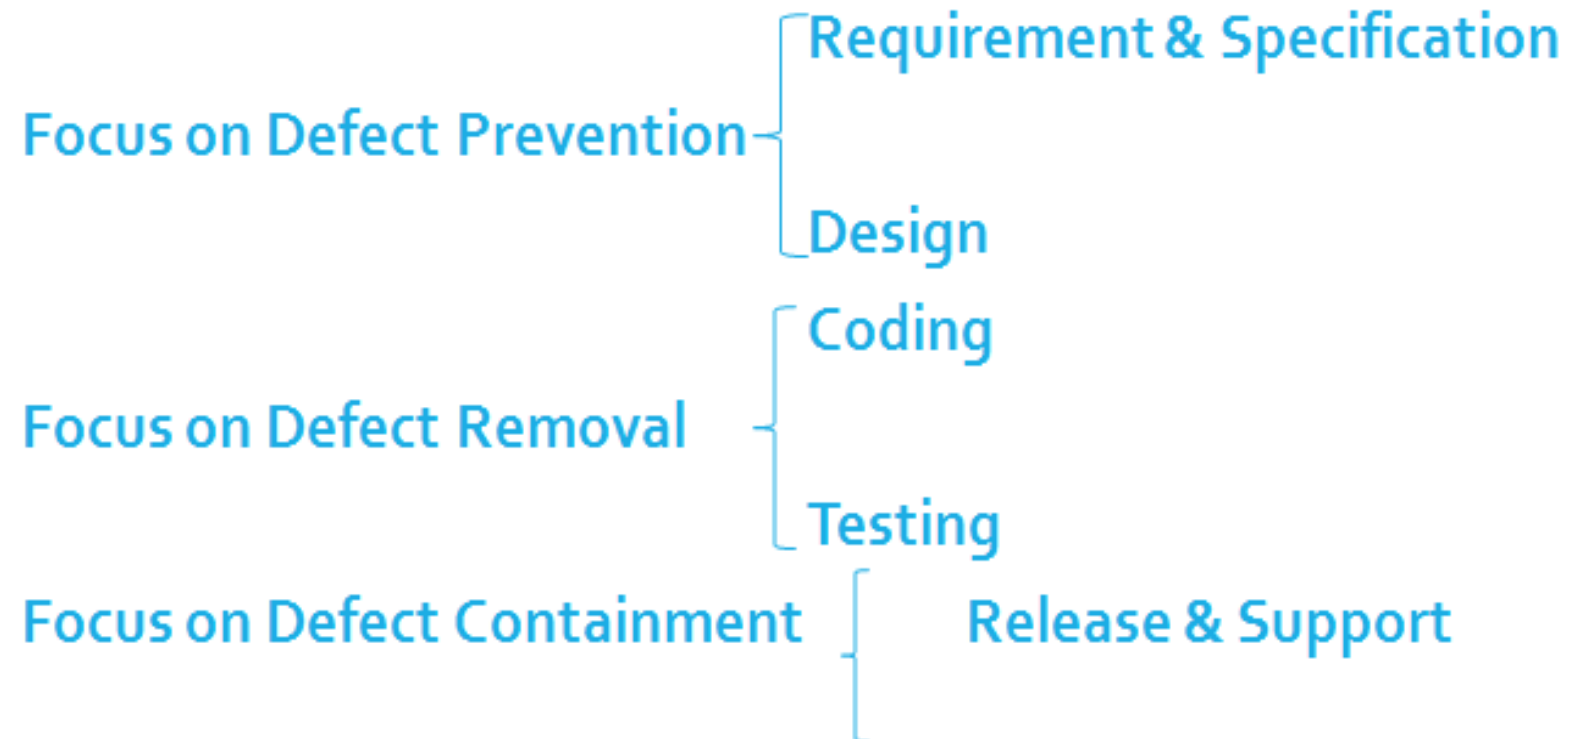 Requirement & Specification
Focus on Defect Prevention
Design
Coding
Focus on Defect Removal
Testing
Focus on Defect Containment Release & Support